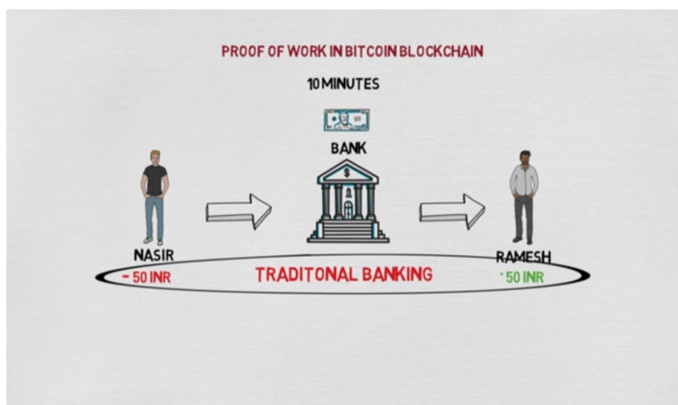 PROOF OF WORK IN BITCOIN BLOCKCHAIN
10 MINUTES
BANK
$
NASIR
RAMESH
- 50 INR
TRADITONAL BANKING
+50 INR